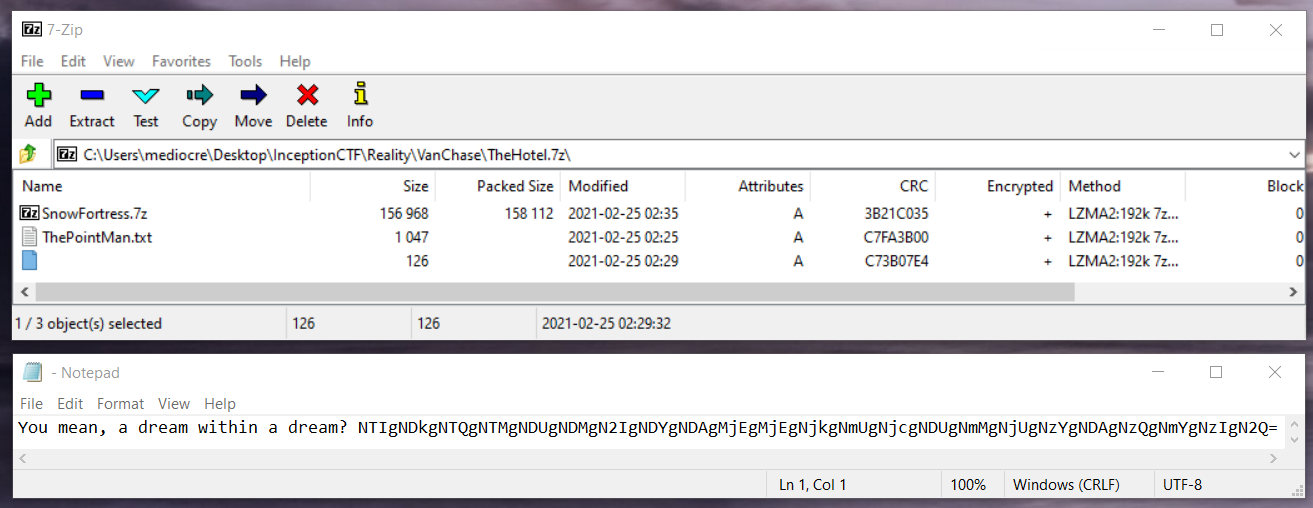 7-Zip
File Edit View Favorites Tools Help
Add Extract Test Copy Move Delete Info
C:\Users\mediocre\Desktop\InceptionCTF\Reality\VanChase\TheHotel.7z\
Name Size Packed Size Modified Attributes CRC Encrypted Method Block
SnowFortress.7z 156 968 158 112 2021-02-25 02:35 A 3B21C035 + LZMA2:192k 7z... 0
ThePointMan.txt 1 047 2021-02-25 02:25 A C7FA3B00 + LZMA2:192k 7z... 0
126 2021-02-25 02:29 A C73B07E4 + LZMA2:192k 7z... 0
1 / 3 object(s) selected 126 126 2021-02-25 02:29:32
- Notepad
File Edit Format View Help
You mean, a dream within a dream? NTIgNDkgNTQgNTMgNDUgNDMgN2IgNDYgNDAgMjEgMjEgNjkgNmUgNjcgNDUgNmMgNjUgNzYgNDAgNzQgNmYgNzIgN2Q=
Ln 1, Col 1 100% Windows (CRLF) UTF-8